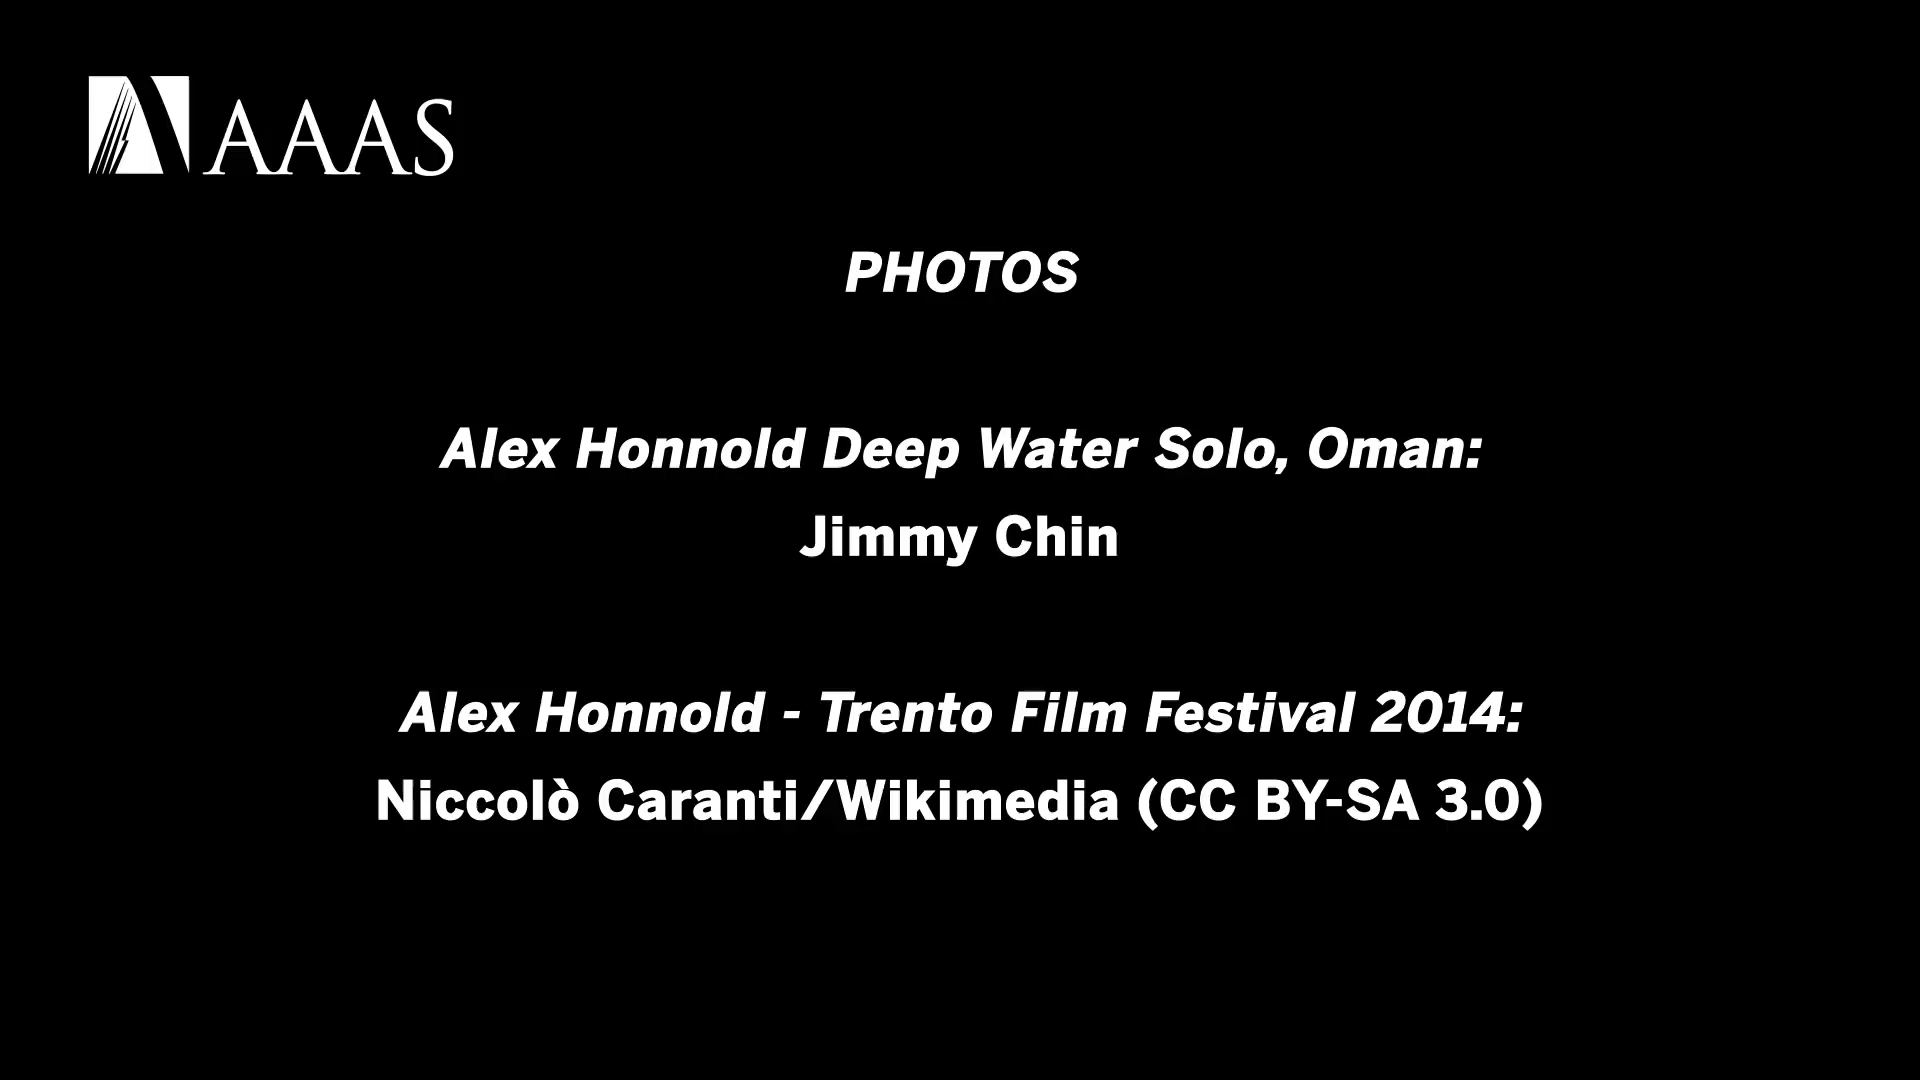 AAAS
PHOTOS
Alex Honnold Deep Water Solo, Oman:
Jimmy Chin
Alex Honnold - Trento Film Festival 2014:
Niccolò Caranti/Wikimedia (CC BY-SA 3.0)